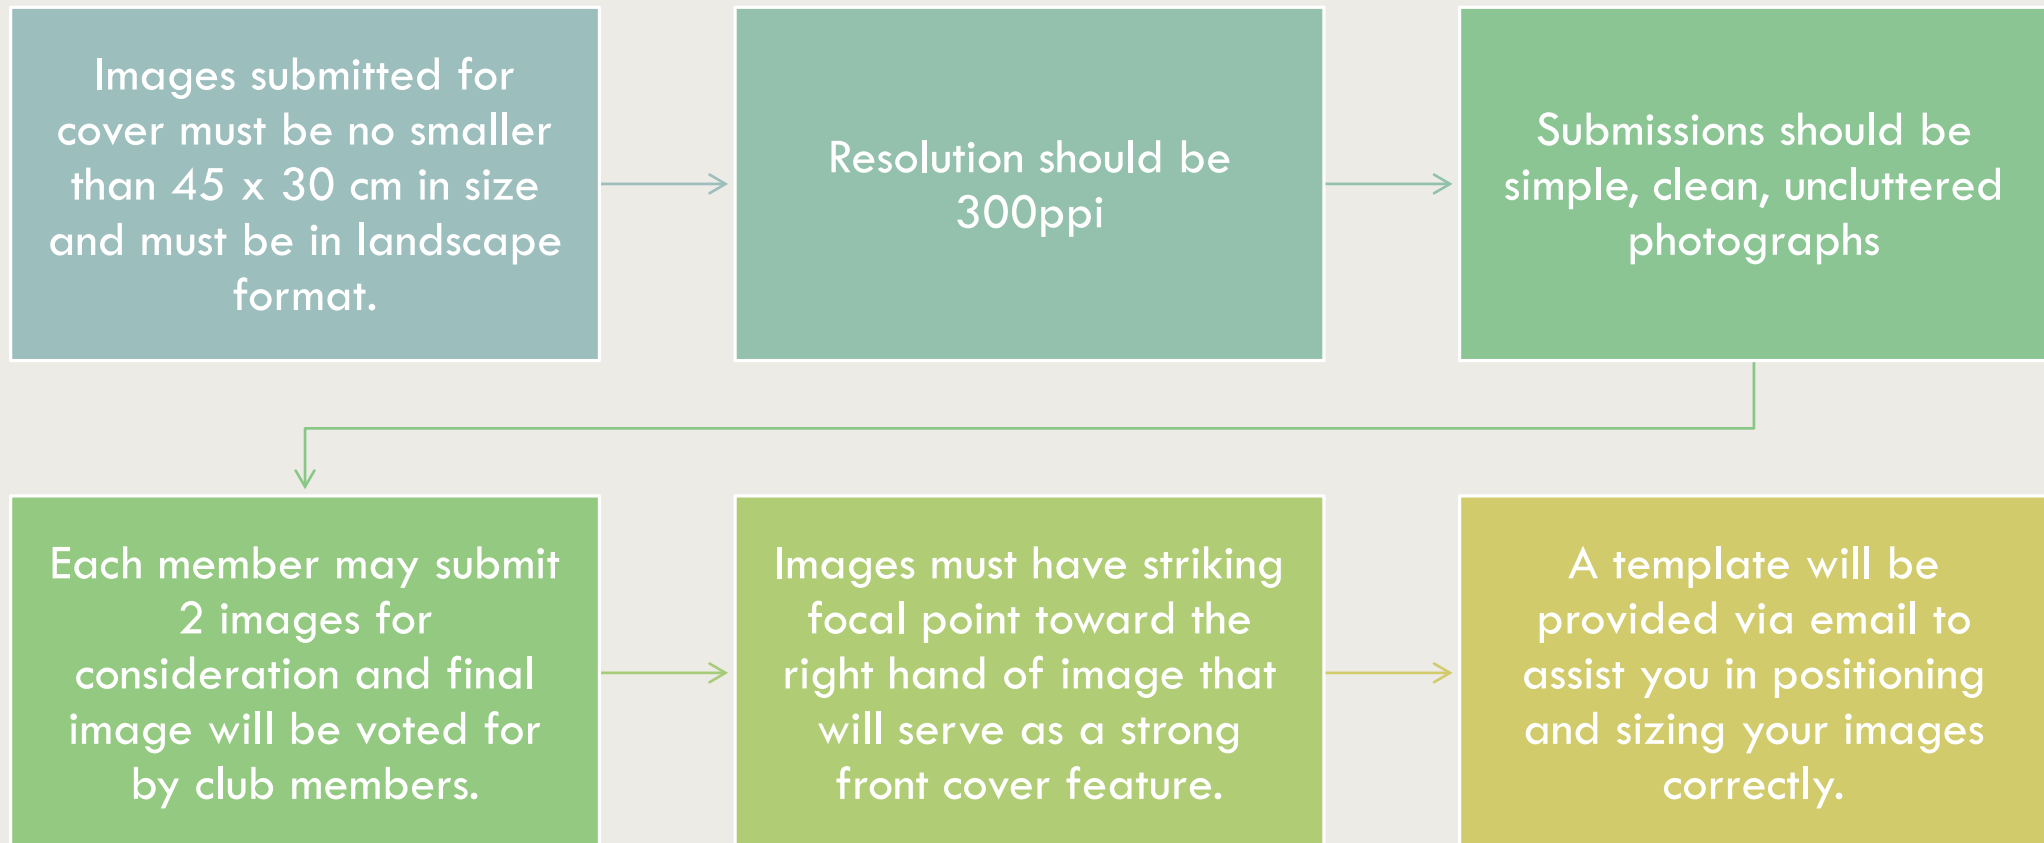 Images submitted for
cover must be no smaller
than 45 x 30 cm in size
and must be in landscape
format.
Resolution should be
300ppi
Submissions should be
simple, clean, uncluttered
photographs
Each member may submit
2 images for
consideration and final
image will be voted for
by club members.
Images must have striking
focal point toward the
right hand of image that
will serve as a strong
front cover feature.
A template will be
provided via email to
assist you in positioning
and sizing your images
correctly.